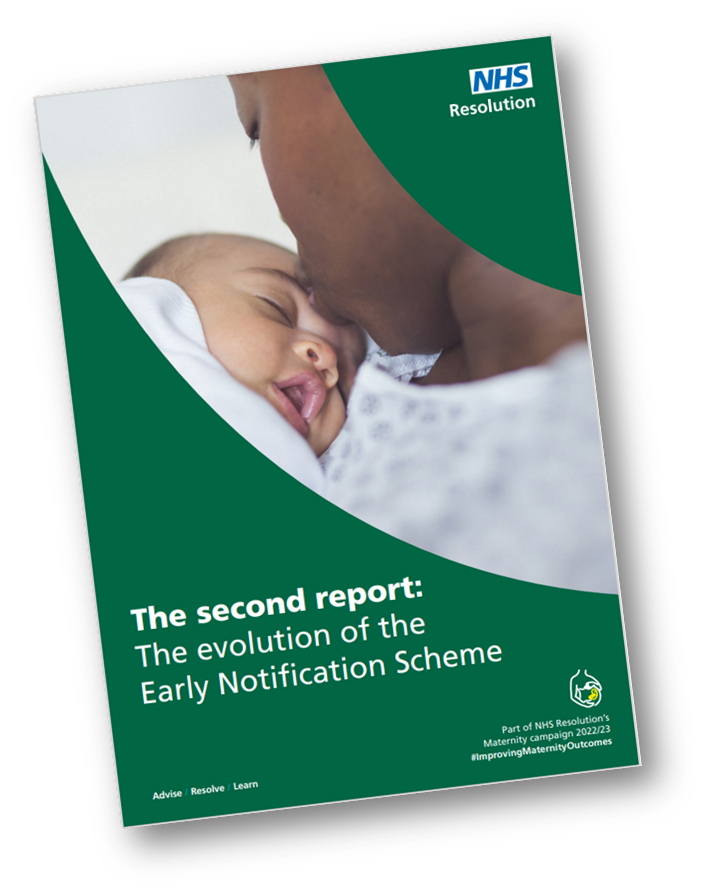 NHS
Resolution
The second report:
The evolution of the
Early Notification Scheme
Part of NHS Resolution's
Maternity campaign 2022/23
#ImprovingMaternityOutcomes
Advise / Resolve / Learn